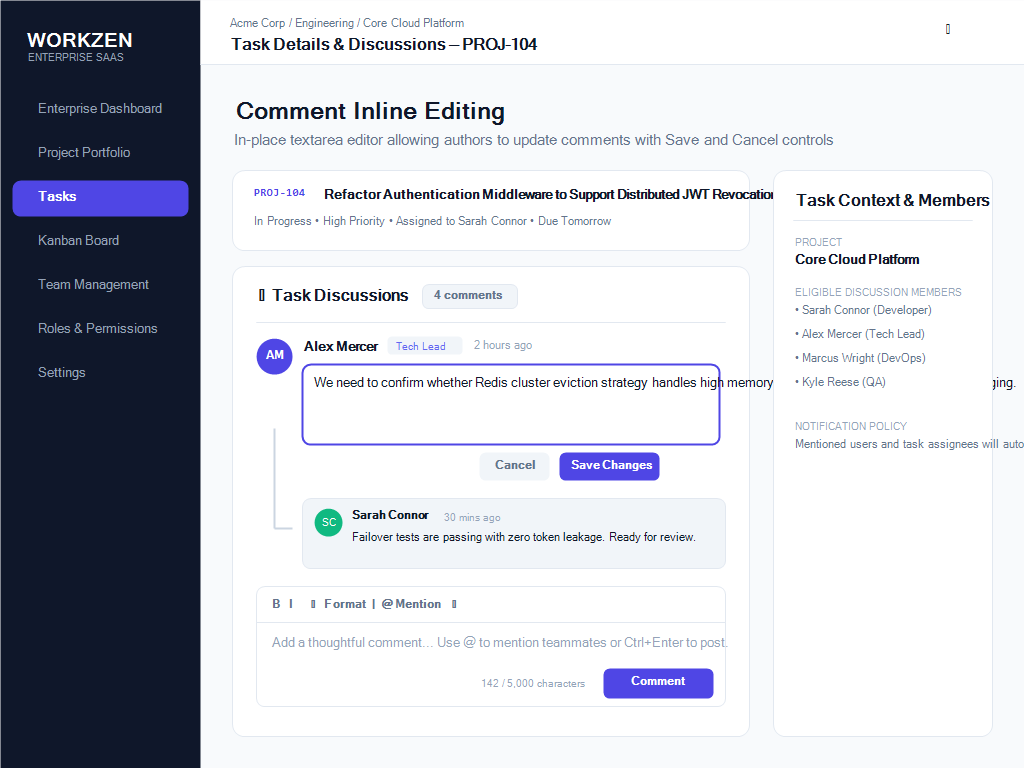 WORKZEN
ENTERPRISE SAAS
Enterprise Dashboard
Project Portfolio
Tasks
Kanban Board
Team Management
Roles & Permissions
Settings
Acme Corp / Engineering / Core Cloud Platform
Task Details & Discussions – PROJ-104
Comment Inline Editing
In-place textarea editor allowing authors to update comments with Save and Cancel controls
PROJ-104 Refactor Authentication Middleware to Support Distributed JWT Revocation
In Progress • High Priority • Assigned to Sarah Connor • Due Tomorrow
Task Discussions 4 comments
AM Alex Mercer Tech Lead 2 hours ago
We need to confirm whether Redis cluster eviction strategy handles high memory
Cancel Save Changes
SC Sarah Connor 30 mins ago
Failover tests are passing with zero token leakage. Ready for review.
B I Format | @ Mention
Add a thoughtful comment... Use @ to mention teammates or Ctrl+Enter to post.
142 / 5,000 characters Comment
Task Context & Members
PROJECT
Core Cloud Platform
ELIGIBLE DISCUSSION MEMBERS
• Sarah Connor (Developer)
• Alex Mercer (Tech Lead)
• Marcus Wright (DevOps)
• Kyle Reese (QA)
NOTIFICATION POLICY
Mentioned users and task assignees will auto